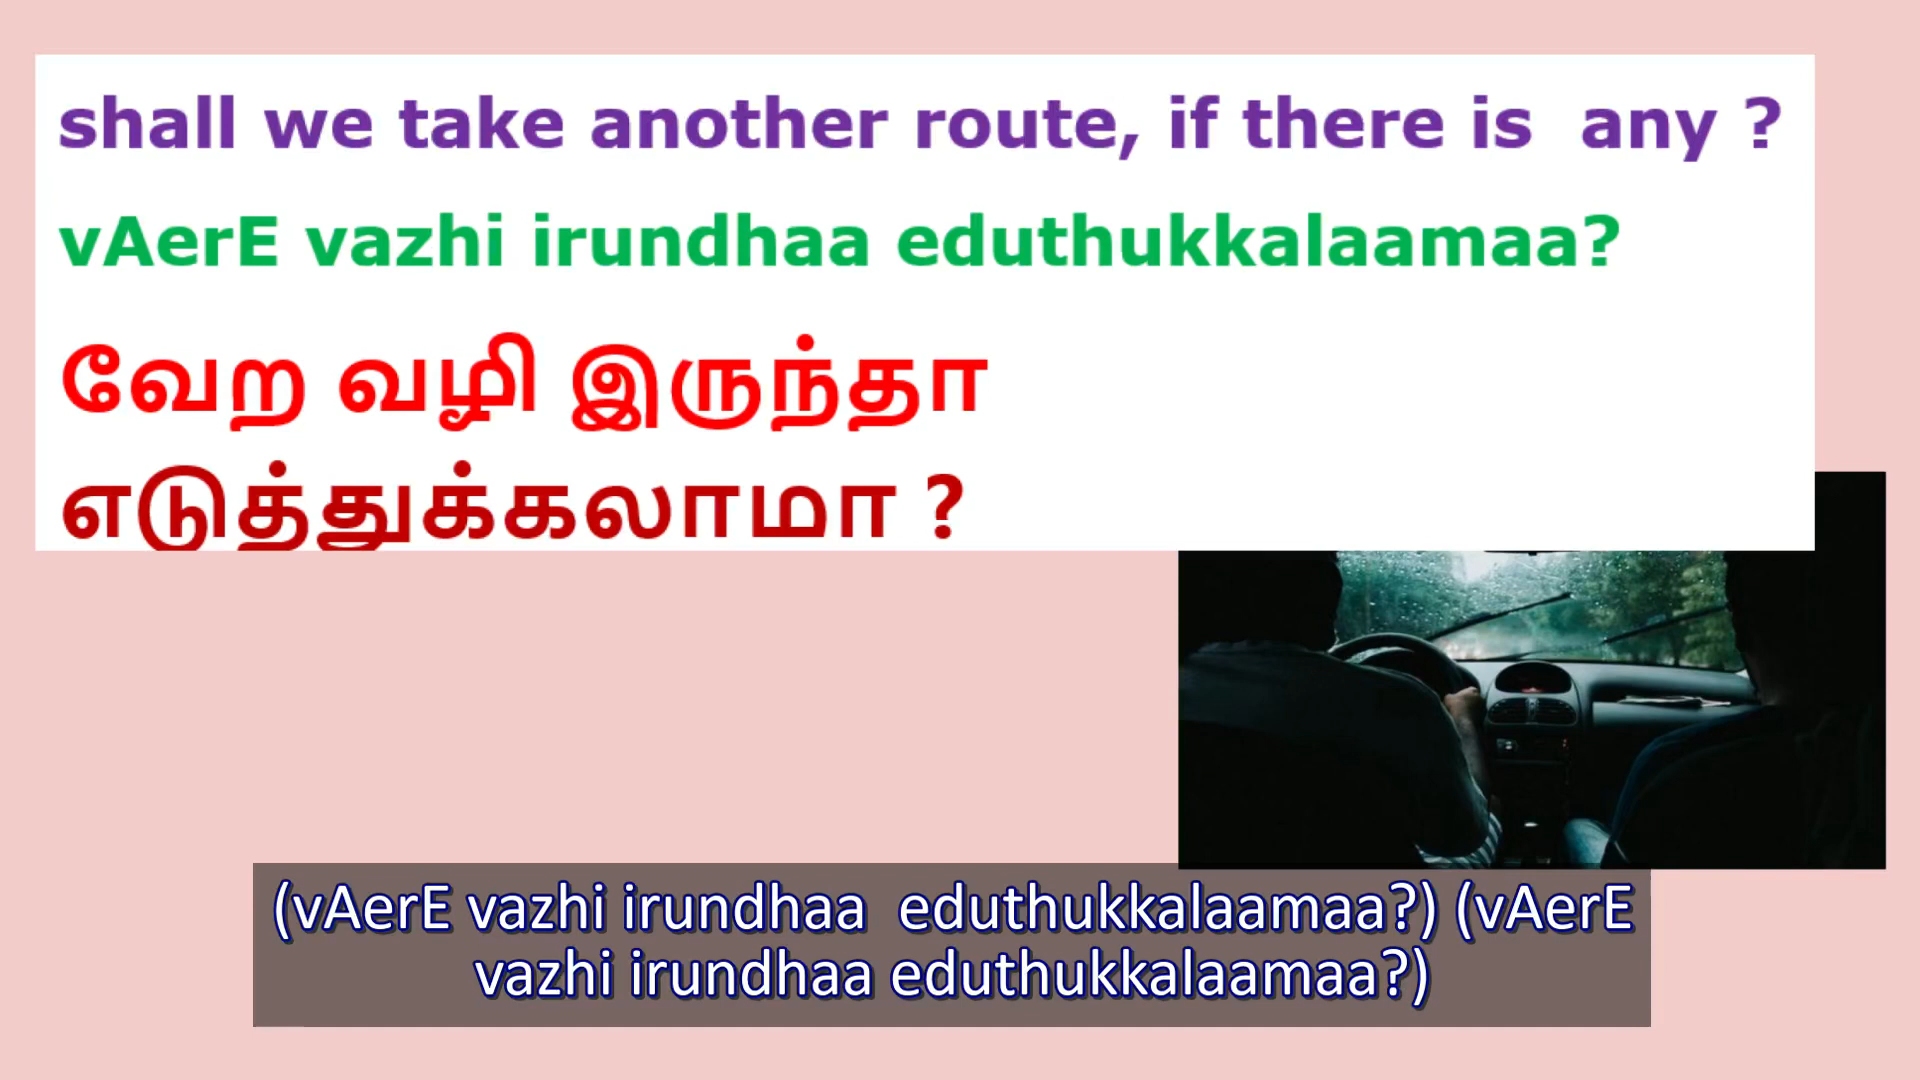 shall we take another route, if there is any ?
vAerE vazhi irundhaa eduthukkalaamaa?
வேற வழி இருந்தா
எடுத்துக்கலாமா ?
(vAerE vazhi irundhaa eduthukkalaamaa?) (vAerE
vazhi irundhaa eduthukkalaamaa?)